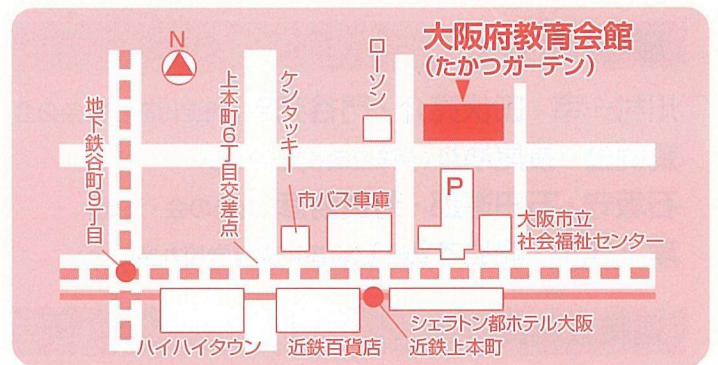 N
大阪府教育会館
(たかつガーデン)
ローソン
ケンタッキー
上本町6丁目交差点
地下鉄谷町9丁目
P
市バス車庫
大阪市立
社会福祉センター
シェラトン都ホテル大阪
ハイハイタウン
近鉄百貨店
近鉄上本町